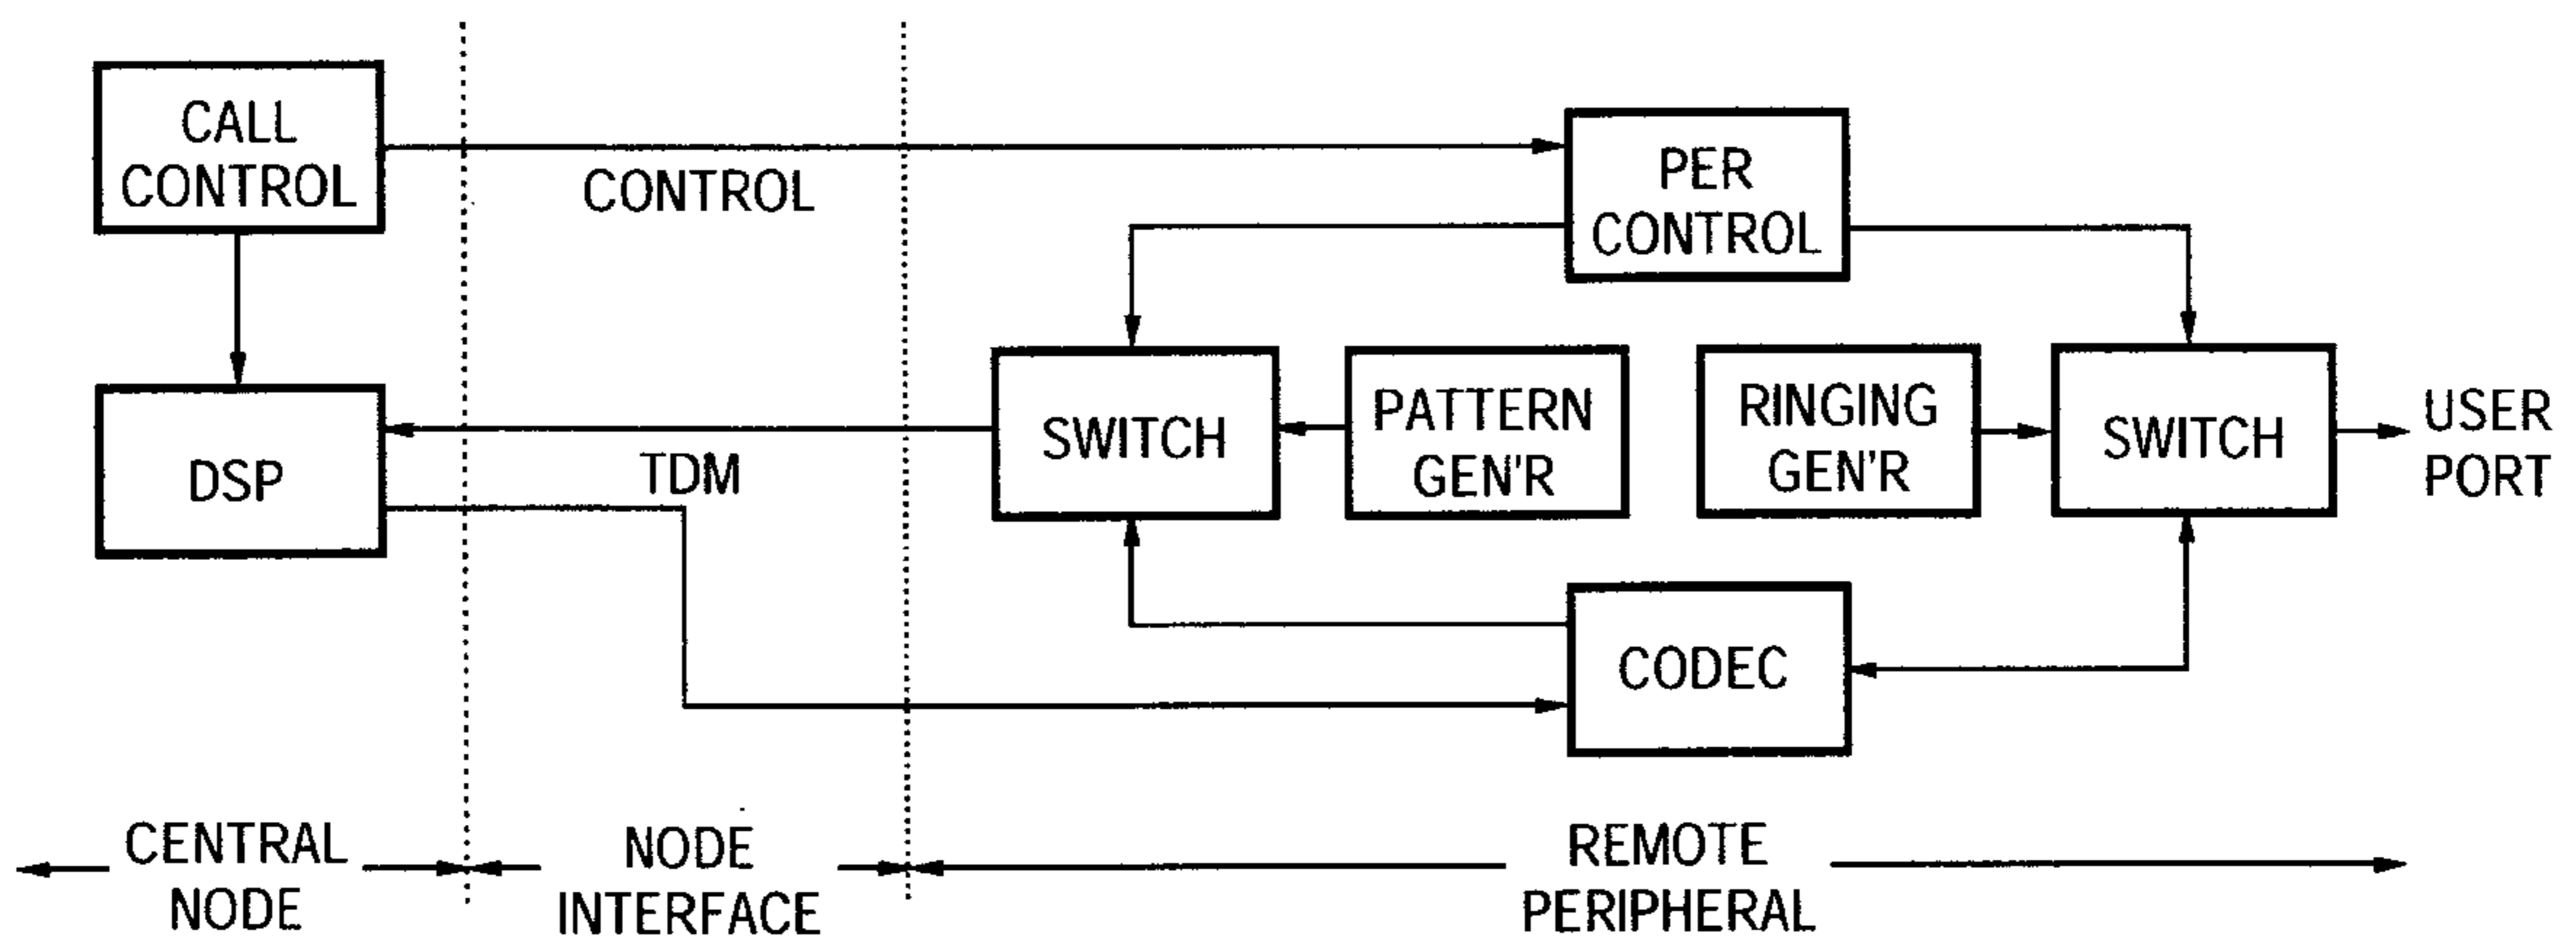 CALL
CONTROL
CONTROL
PER
CONTROL
DSP
TDM
SWITCH
PATTERN
GEN'R
RINGING
GEN'R
SWITCH
USER
PORT
CODEC
CENTRAL
NODE
NODE
INTERFACE
REMOTE
PERIPHERAL